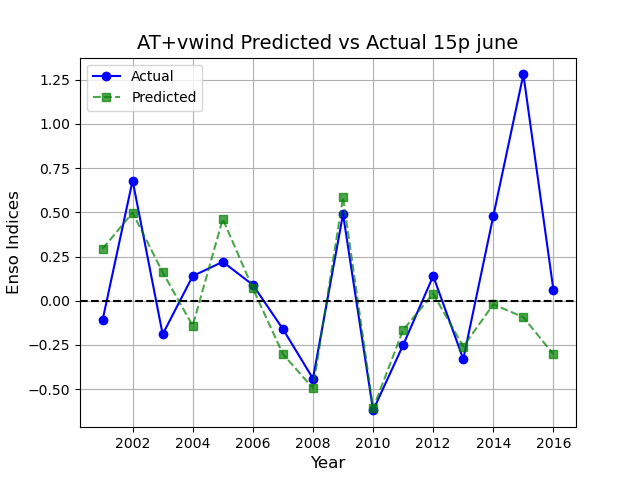 AT+vwind Predicted vs Actual 15p june
Actual
Predicted
Enso Indices
1.25
1.00
0.75
0.50
0.25
0.00
−0.25
−0.50
2002 2004 2006 2008 2010 2012 2014 2016
Year